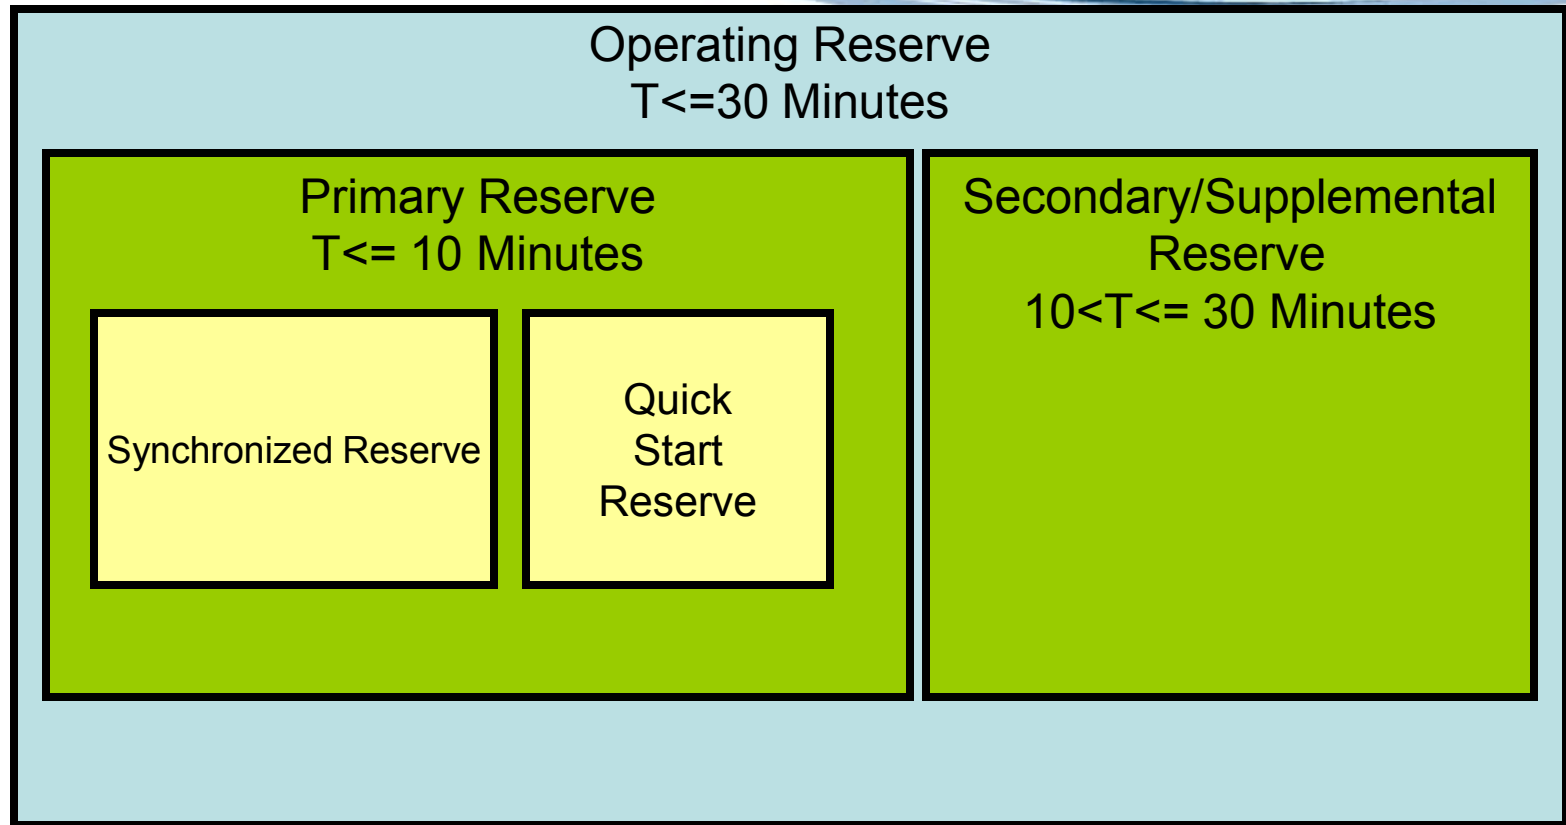 Operating Reserve
T<=30 Minutes
Primary Reserve
T<= 10 Minutes
Synchronized Reserve
Quick
Start
Reserve
Secondary/Supplemental
Reserve
10<T<= 30 Minutes